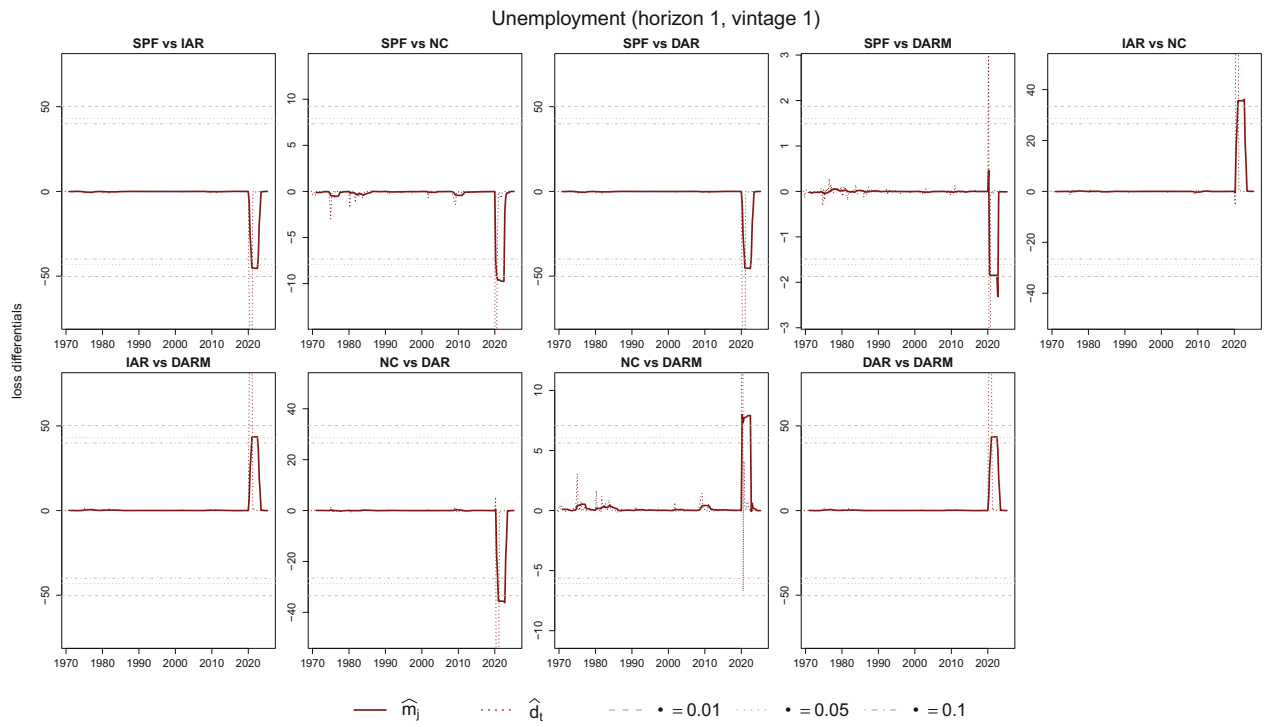 Unemployment (horizon 1, vintage 1)
SPF vs IAR
SPF vs NC
SPF vs DAR
SPF vs DARM
IAR vs NC
50
0
−50
1970 1980 1990 2000 2010 2020
10
5
0
−5
−10
1970 1980 1990 2000 2010 2020
50
0
−50
1970 1980 1990 2000 2010 2020
3
2
1
0
−1
−2
−3
1970 1980 1990 2000 2010 2020
40
20
0
−20
−40
1970 1980 1990 2000 2010 2020
loss differentials
IAR vs DARM
NC vs DAR
NC vs DARM
DAR vs DARM
50
0
−50
1970 1980 1990 2000 2010 2020
40
20
0
−20
−40
1970 1980 1990 2000 2010 2020
10
5
0
−5
−10
1970 1980 1990 2000 2010 2020
50
0
−50
1970 1980 1990 2000 2010 2020
m̂j d̂t • = 0.01 • = 0.05 • = 0.1